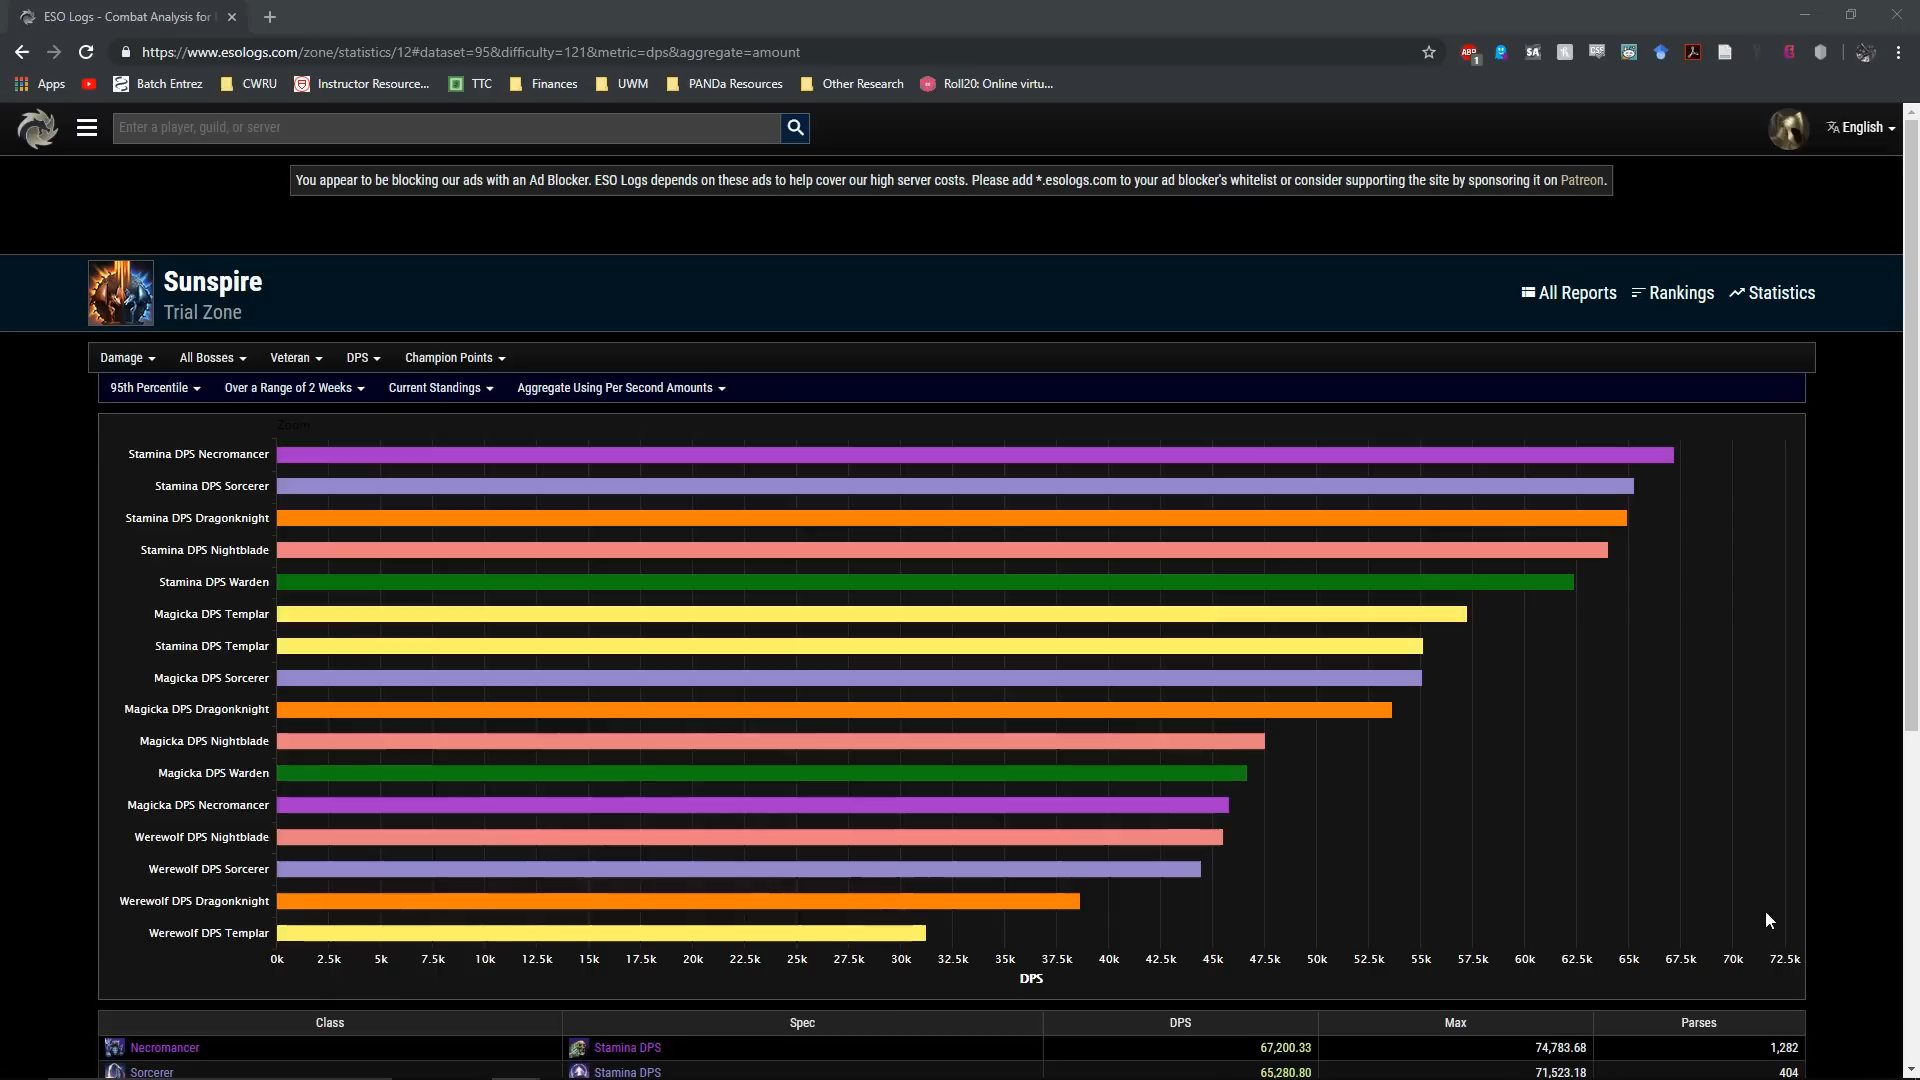 ESO Logs - Combat Analysis for
https://www.esologs.com/zone/statistics/12#dataset=95&difficulty=121&metric=dps&aggregate=amount
Apps Batch Entrez CWRU Instructor Resource... TTC Finances UWM PANDa Resources Other Research Roll20: Online virtu...
Enter a player, guild, or server
English
You appear to be blocking our ads with an Ad Blocker. ESO Logs depends on these ads to help cover our high server costs. Please add *.esologs.com to your ad blocker's whitelist or consider supporting the site by sponsoring it on Patreon.
Sunspire
Trial Zone
All Reports Rankings Statistics
Damage All Bosses Veteran DPS Champion Points
95th Percentile Over a Range of 2 Weeks Current Standings Aggregate Using Per Second Amounts
Zoom
Stamina DPS Necromancer
Stamina DPS Sorcerer
Stamina DPS Dragonknight
Stamina DPS Nightblade
Stamina DPS Warden
Magicka DPS Templar
Stamina DPS Templar
Magicka DPS Sorcerer
Magicka DPS Dragonknight
Magicka DPS Nightblade
Magicka DPS Warden
Magicka DPS Necromancer
Werewolf DPS Nightblade
Werewolf DPS Sorcerer
Werewolf DPS Dragonknight
Werewolf DPS Templar
0k 2.5k 5k 7.5k 10k 12.5k 15k 17.5k 20k 22.5k 25k 27.5k 30k 32.5k 35k 37.5k 40k 42.5k 45k 47.5k 50k 52.5k 55k 57.5k 60k 62.5k 65k 67.5k 70k 72.5k
DPS
Class Spec DPS Max Parses
Necromancer Stamina DPS 67,200.33 74,783.68 1,282
Sorcerer Stamina DPS 65,280.80 71,523.18 404